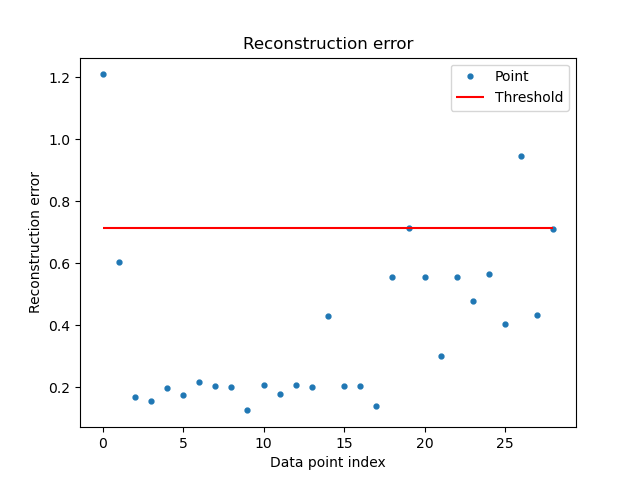 Reconstruction error
Point
Threshold
Reconstruction error
1.2
1.0
0.8
0.6
0.4
0.2
0
5
10
15
20
25
Data point index